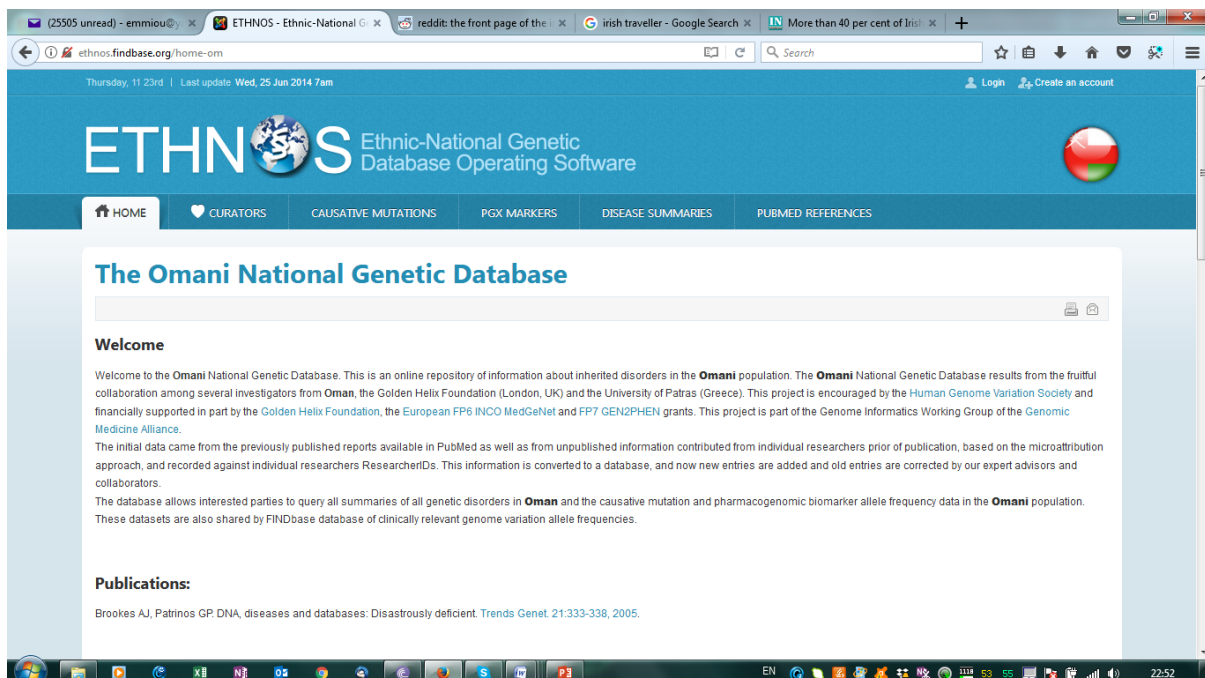 (25505 unread) - emmiou@y
ETHNOS - Ethnic-National G
reddit: the front page of the i
irish traveller - Google Search
More than 40 per cent of Irish
ethnos.findbase.org/home-om
Search
Thursday, 11 23rd | Last update Wed, 25 Jun 2014 7am
Login Create an account
ETHNOS Ethnic-National Genetic
Database Operating Software
HOME CURATORS CAUSATIVE MUTATIONS PGX MARKERS DISEASE SUMMARIES PUBMED REFERENCES
The Omani National Genetic Database
Welcome
Welcome to the Omani National Genetic Database. This is an online repository of information about inherited disorders in the Omani population. The Omani National Genetic Database results from the fruitful
collaboration among several investigators from Oman, the Golden Helix Foundation (London, UK) and the University of Patras (Greece). This project is encouraged by the Human Genome Variation Society and
financially supported in part by the Golden Helix Foundation, the European FP6 INCO MedGeNet and FP7 GEN2PHEN grants. This project is part of the Genome Informatics Working Group of the Genomic
Medicine Alliance.
The initial data came from the previously published reports available in PubMed as well as from unpublished information contributed from individual researchers prior of publication, based on the microattribution
approach, and recorded against individual researchers ResearcherIDs. This information is converted to a database, and now new entries are added and old entries are corrected by our expert advisors and
collaborators.
The database allows interested parties to query all summaries of all genetic disorders in Oman and the causative mutation and pharmacogenomic biomarker allele frequency data in the Omani population.
These datasets are also shared by FINDbase database of clinically relevant genome variation allele frequencies.
Publications:
Brookes AJ, Patrinos GP. DNA, diseases and databases: Disastrously deficient. Trends Genet. 21:333-338, 2005.
EN 53 55 22:52